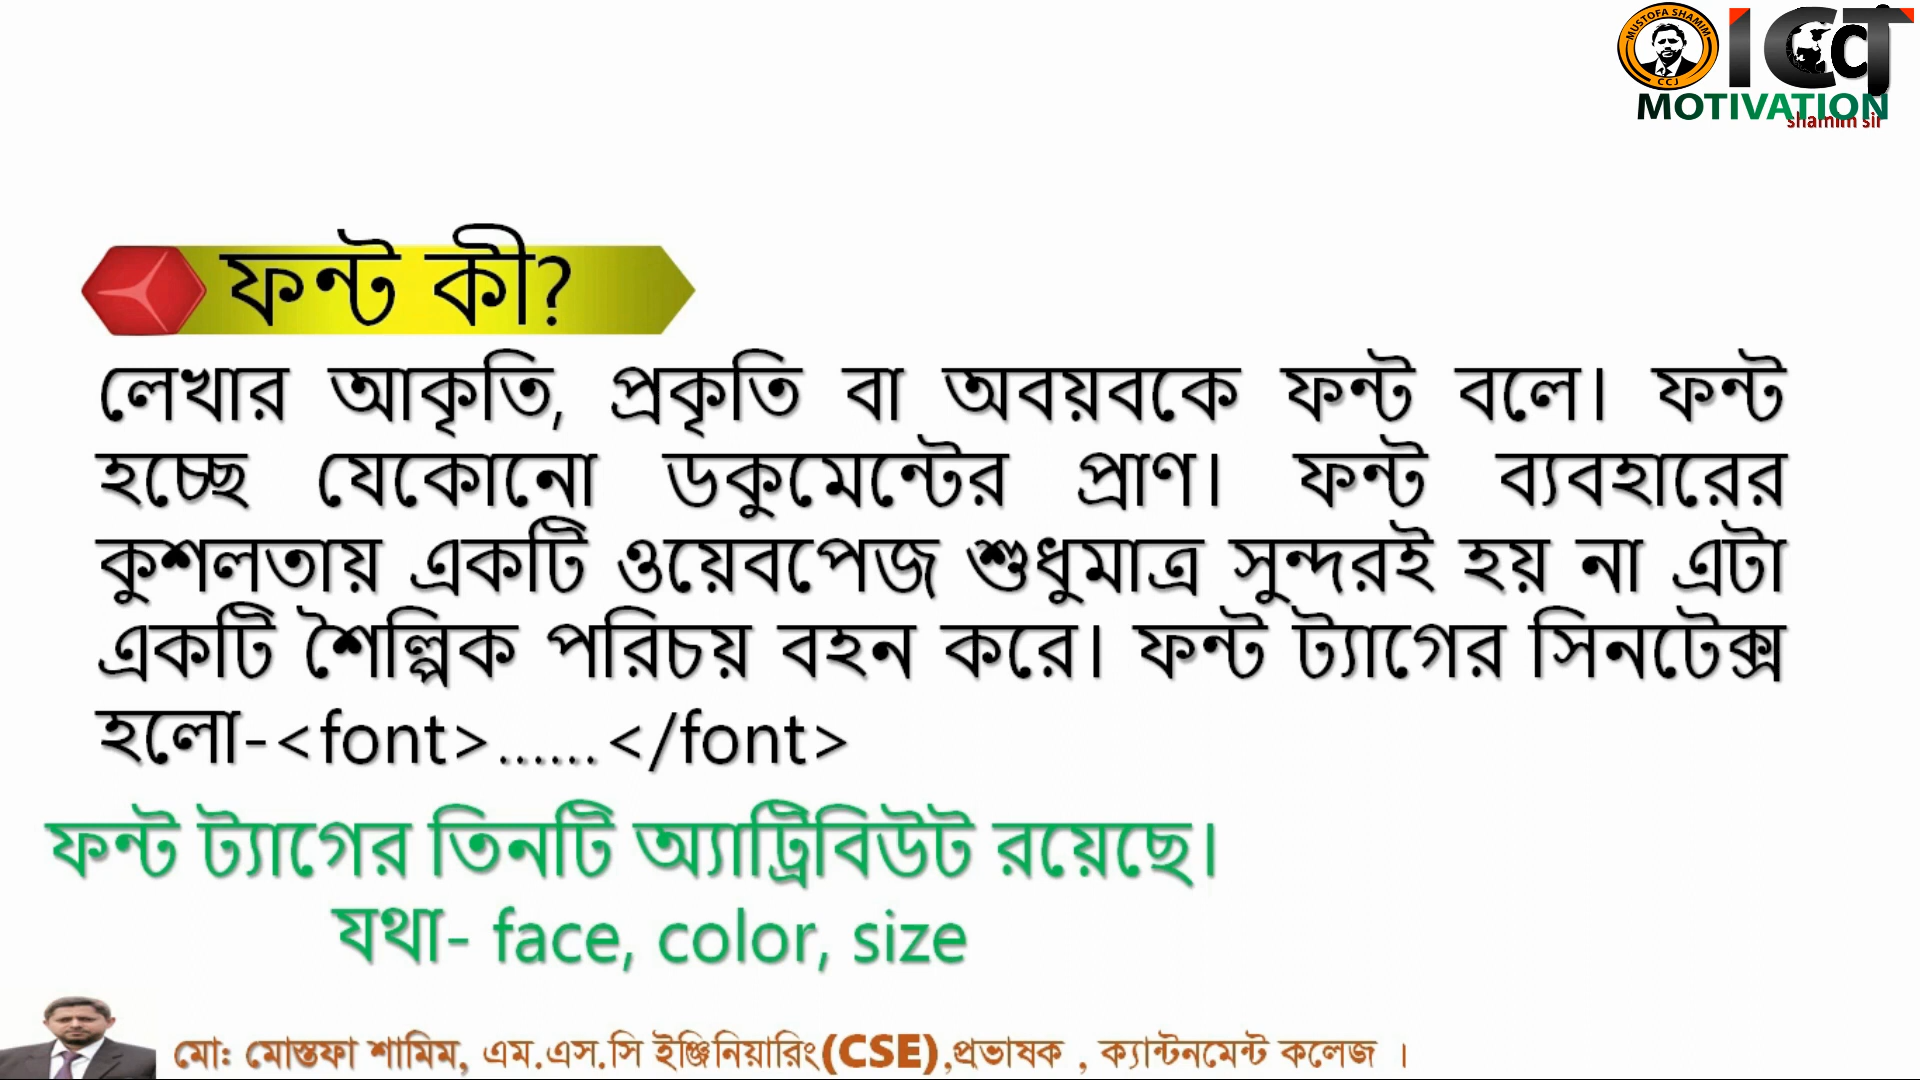 MUSTOFA SHAMIM
CCJ
ICT
MOTIVATION
shamim sir
ফন্ট কী?
লেখার আকৃতি, প্রকৃতি বা অবয়বকে ফন্ট বলে। ফন্ট
হচ্ছে যেকোনো ডকুমেন্টের প্রাণ। ফন্ট ব্যবহারের
কুশলতায় একটি ওয়েবপেজ শুধুমাত্র সুন্দরই হয় না এটা
একটি শৈল্পিক পরিচয় বহন করে। ফন্ট ট্যাগের সিনটেক্স
হলো-<font>......</font>
ফন্ট ট্যাগের তিনটি অ্যাট্রিবিউট রয়েছে।
যথা- face, color, size
মো: মোস্তফা শামিম, এম.এস.সি ইঞ্জিনিয়ারিং(CSE),প্রভাষক , ক্যান্টনমেন্ট কলেজ ।